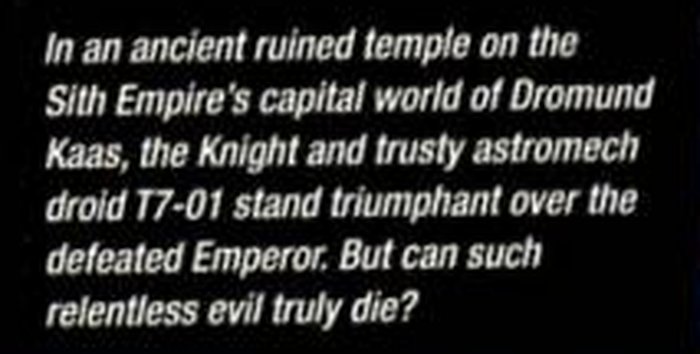 In an ancient ruined temple on the
Sith Empire's capital world of Dromund
Kaas, the Knight and trusty astromech
droid T7-01 stand triumphant over the
defeated Emperor. But can such
relentless evil truly die?